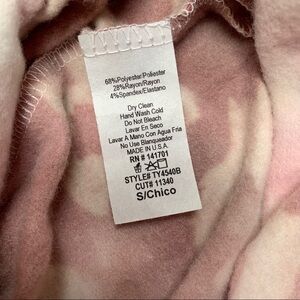 68%Polyester/Poliester
28%Rayon/Rayon
4%Spandex/Elastano
Dry Clean
Hand Wash Cold
Do Not Bleach
Lavar En Seco
Lavar A Mano Con Agua Fria
No Use Blanqueador
MADE IN U.S.A.
RN # 141701
STYLE# TY4540B
CUT# 11340
S/Chico